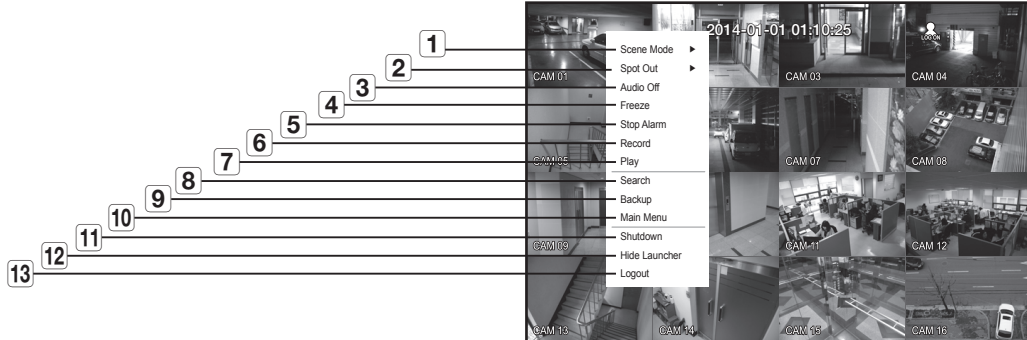 2014-01-01 01:10:25
LOG ON
CAM 01
CAM 03
CAM 04
CAM 05
CAM 07
CAM 08
CAM 09
CAM 11
CAM 12
CAM 13
CAM 14
CAM 15
CAM 16
1 Scene Mode ▶
2 Spot Out ▶
3 Audio Off
4 Freeze
5 Stop Alarm
6 Record
7 Play
8 Search
9 Backup
10 Main Menu
11 Shutdown
12 Hide Launcher
13 Logout